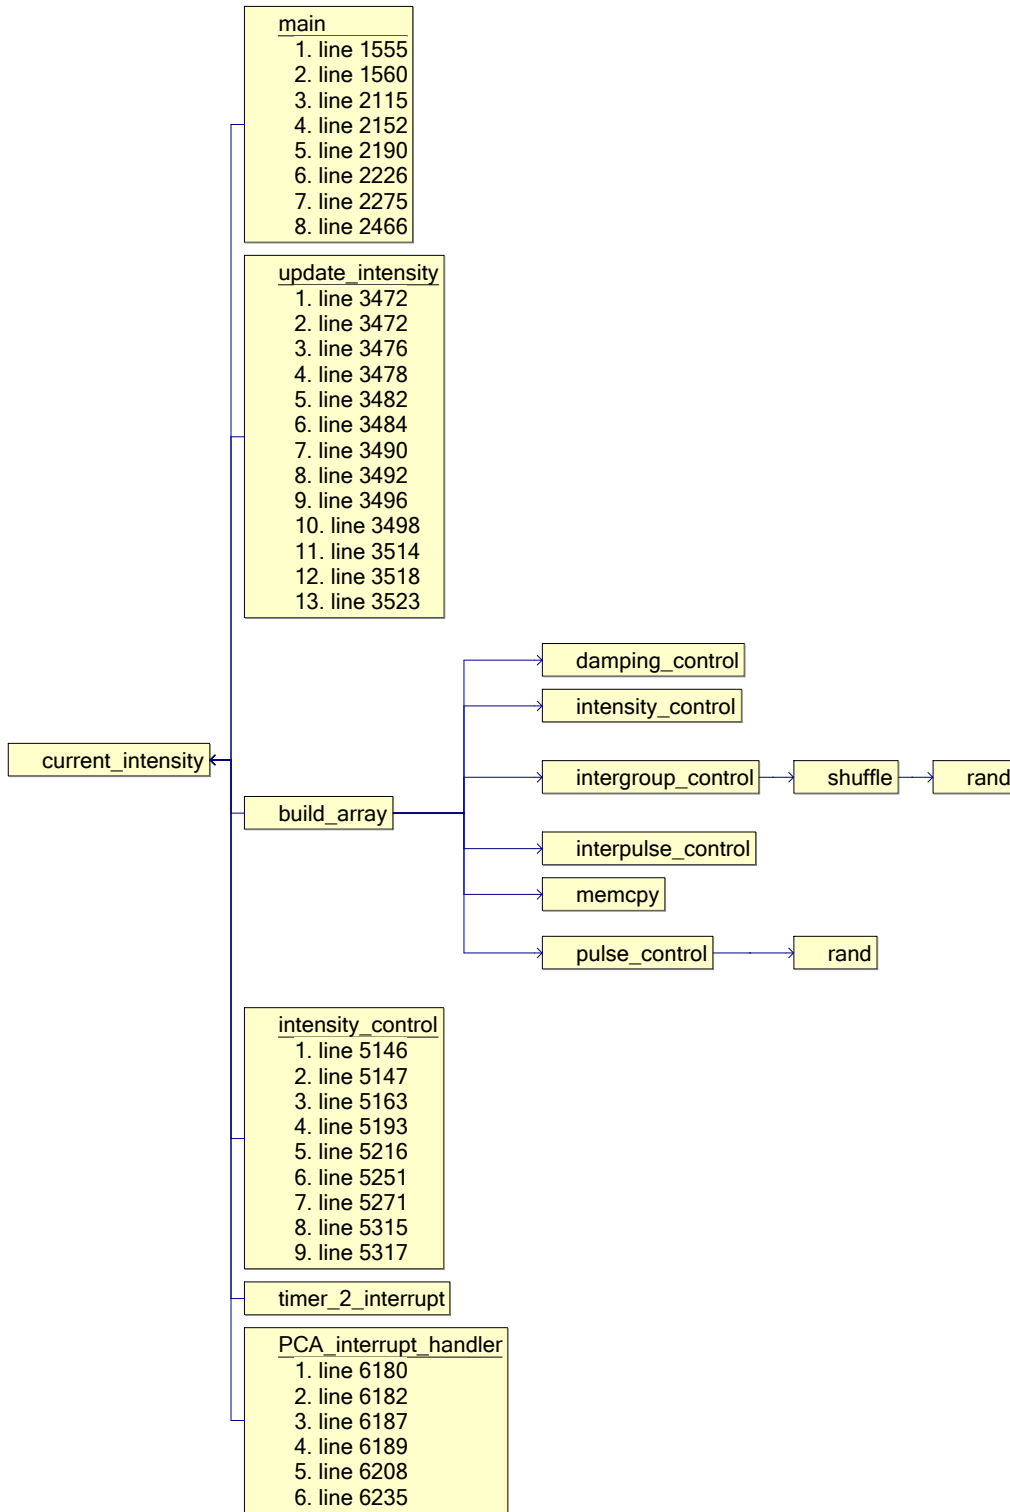 main
1. line 1555
2. line 1560
3. line 2115
4. line 2152
5. line 2190
6. line 2226
7. line 2275
8. line 2466
update_intensity
1. line 3472
2. line 3472
3. line 3476
4. line 3478
5. line 3482
6. line 3484
7. line 3490
8. line 3492
9. line 3496
10. line 3498
11. line 3514
12. line 3518
13. line 3523
current_intensity
build_array
damping_control
intensity_control
intergroup_control
shuffle
rand
interpulse_control
memcpy
pulse_control
rand
intensity_control
1. line 5146
2. line 5147
3. line 5163
4. line 5193
5. line 5216
6. line 5251
7. line 5271
8. line 5315
9. line 5317
timer_2_interrupt
PCA_interrupt_handler
1. line 6180
2. line 6182
3. line 6187
4. line 6189
5. line 6208
6. line 6235